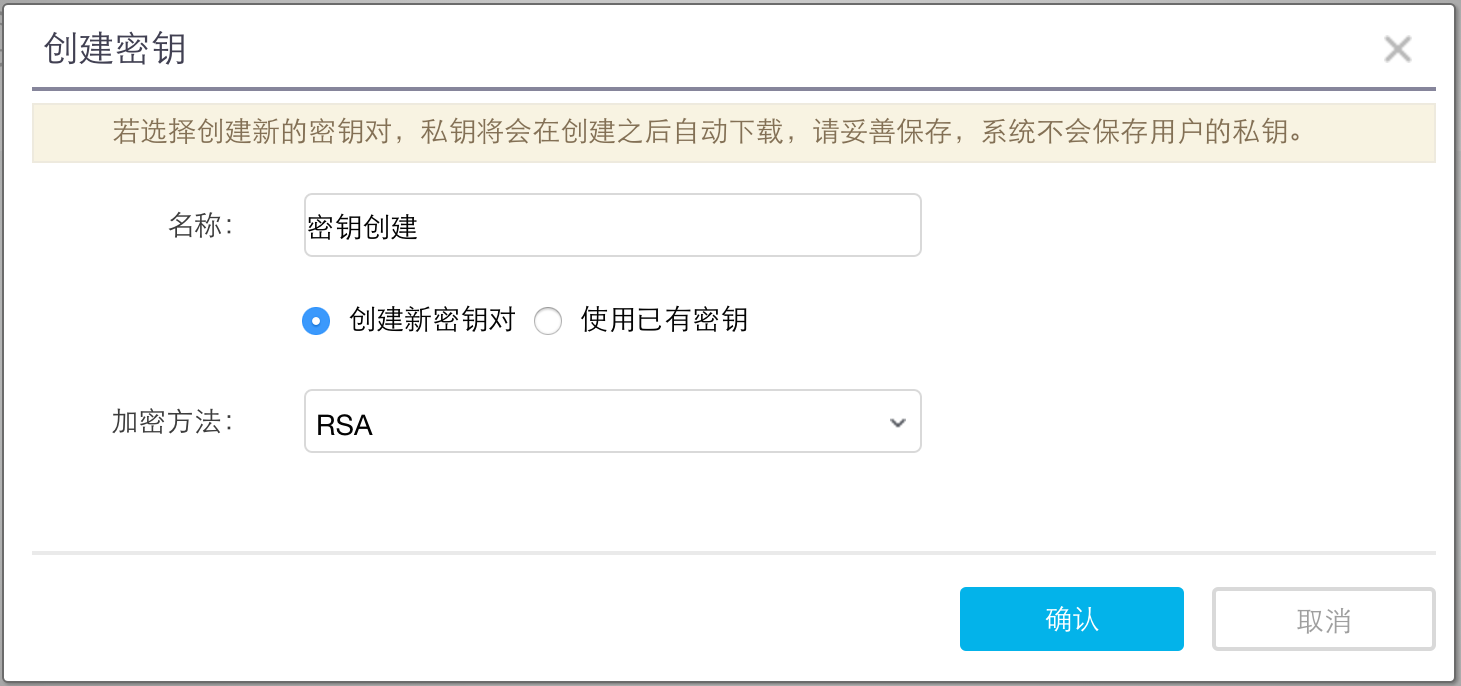 创建密钥
若选择创建新的密钥对，私钥将会在创建之后自动下载，请妥善保存，系统不会保存用户的私钥。
名称：
密钥创建
创建新密钥对 使用已有密钥
加密方法：
RSA
确认 取消